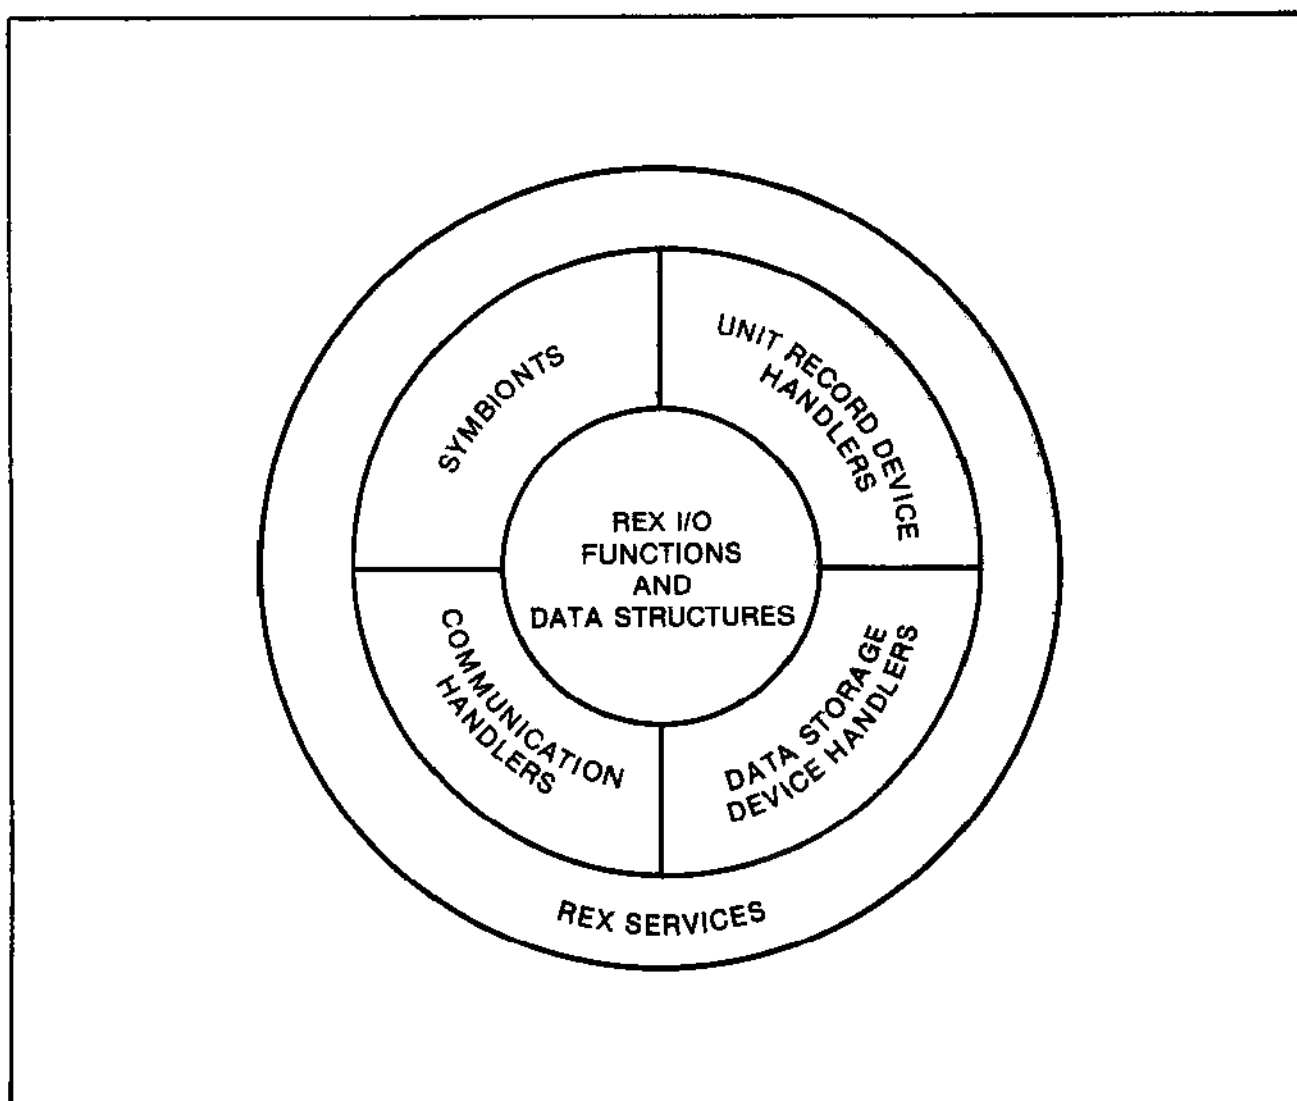 SYMBIONTS
UNIT RECORD DEVICE
HANDLERS
REX I/O
FUNCTIONS
AND
DATA STRUCTURES
COMMUNICATION
HANDLERS
DATA STORAGE
DEVICE HANDLERS
REX SERVICES